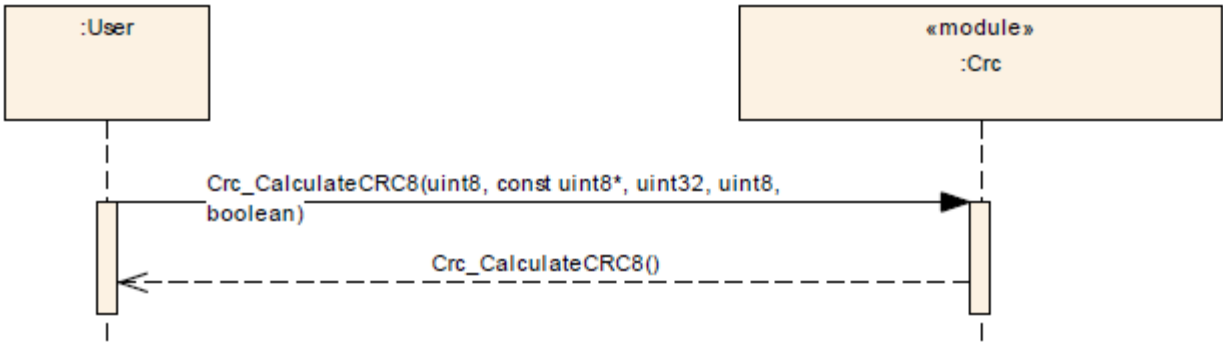 :User
«module»
:Crc
Crc_CalculateCRC8(uint8, const uint8*, uint32, uint8,
boolean)
Crc_CalculateCRC8()